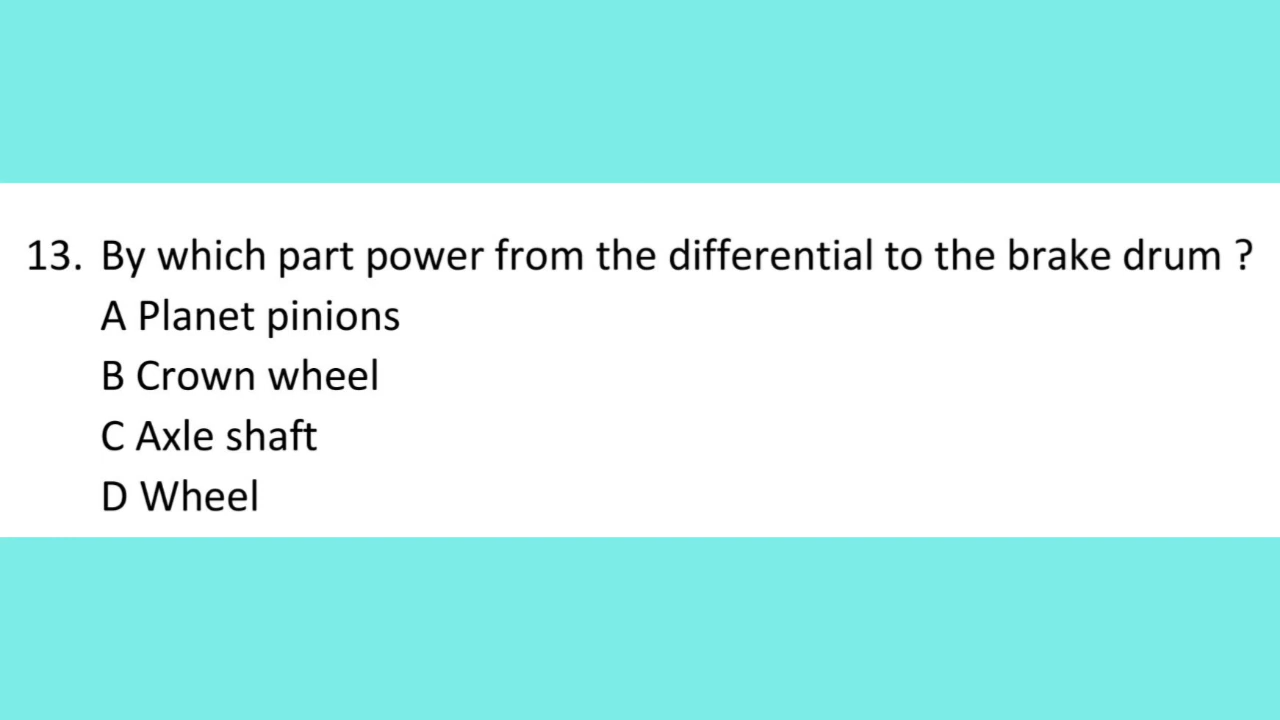 13. By which part power from the differential to the brake drum ?
A Planet pinions
B Crown wheel
C Axle shaft
D Wheel